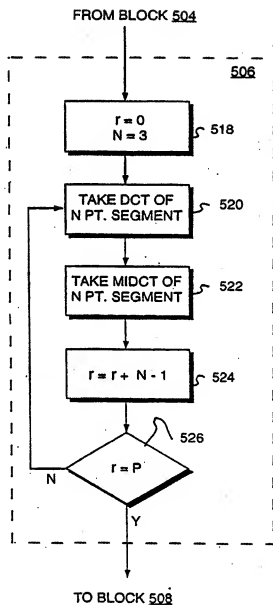 FROM BLOCK 504
506
r = 0
N = 3
518
TAKE DCT OF
N PT. SEGMENT
520
TAKE MIDCT OF
N PT. SEGMENT
522
r = r + N - 1
524
526
r = P
N
Y
TO BLOCK 508